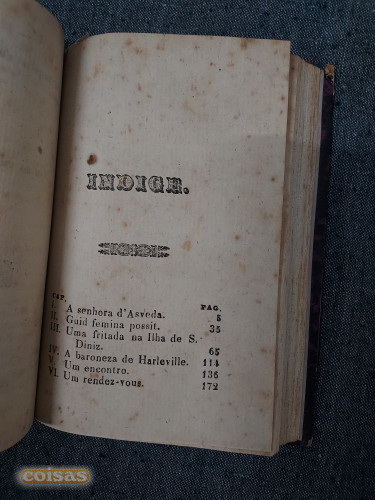 INDICE.
CAP. PAG.
I. A senhora d'Asveda. 5
II. Guid femina possit. 35
III. Uma fritada na Ilha de S.
Diniz. 65
IV. A baroneza de Harleville. 114
V. Um encontro. 136
VI. Um rendez-vous. 172
coisas